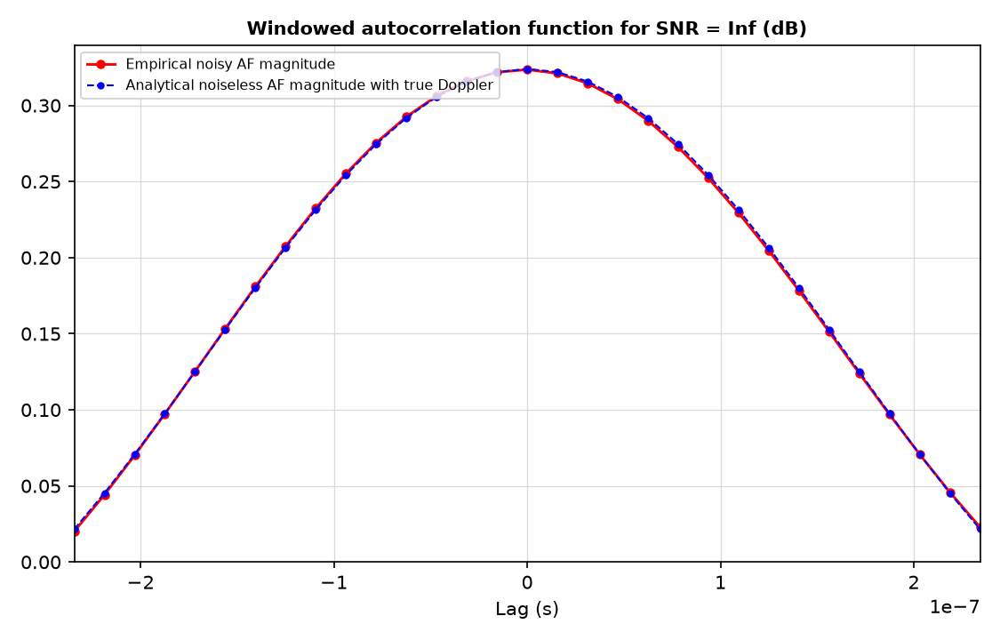 Windowed autocorrelation function for SNR = Inf (dB)
Empirical noisy AF magnitude
Analytical noiseless AF magnitude with true Doppler
0.30
0.25
0.20
0.15
0.10
0.05
0.00
−2 −1 0 1 2
1e−7
Lag (s)